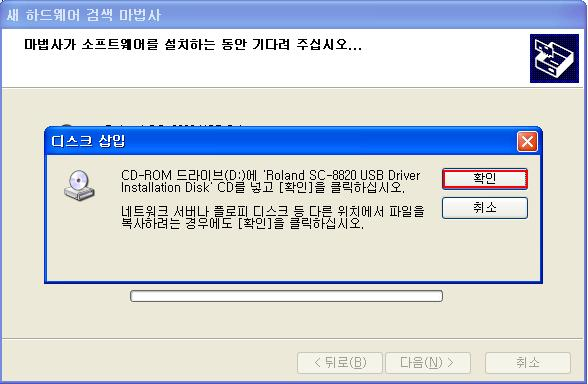 새 하드웨어 검색 마법사
마법사가 소프트웨어를 설치하는 동안 기다려 주십시오...
디스크 삽입
CD-ROM 드라이브(D:)에 'Roland SC-8820 USB Driver
Installation Disk' CD를 넣고 [확인]을 클릭하십시오.
네트워크 서버나 플로피 디스크 등 다른 위치에서 파일을
복사하려는 경우에도 [확인]을 클릭하십시오.
확인
취소
< 뒤로(B)
다음(N) >
취소